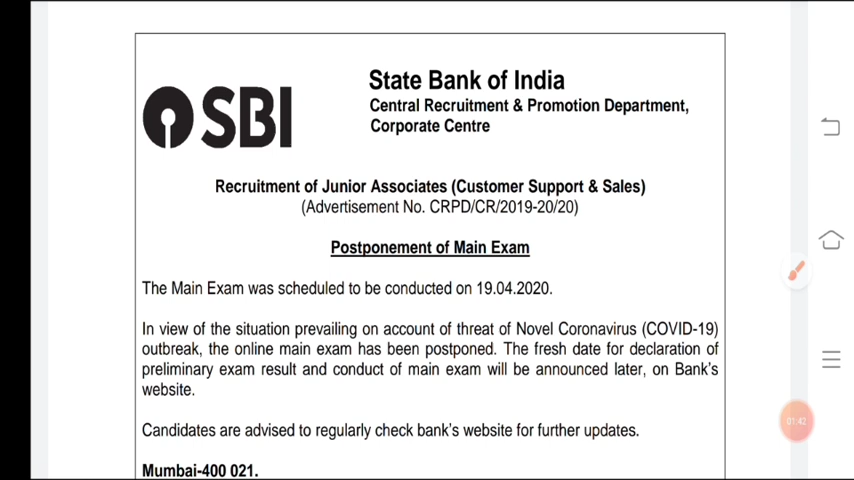 SBI
State Bank of India
Central Recruitment & Promotion Department,
Corporate Centre
Recruitment of Junior Associates (Customer Support & Sales)
(Advertisement No. CRPD/CR/2019-20/20)
Postponement of Main Exam
The Main Exam was scheduled to be conducted on 19.04.2020.
In view of the situation prevailing on account of threat of Novel Coronavirus (COVID-19)
outbreak, the online main exam has been postponed. The fresh date for declaration of
preliminary exam result and conduct of main exam will be announced later, on Bank's
website.
Candidates are advised to regularly check bank's website for further updates.
Mumbai-400 021.
01:42